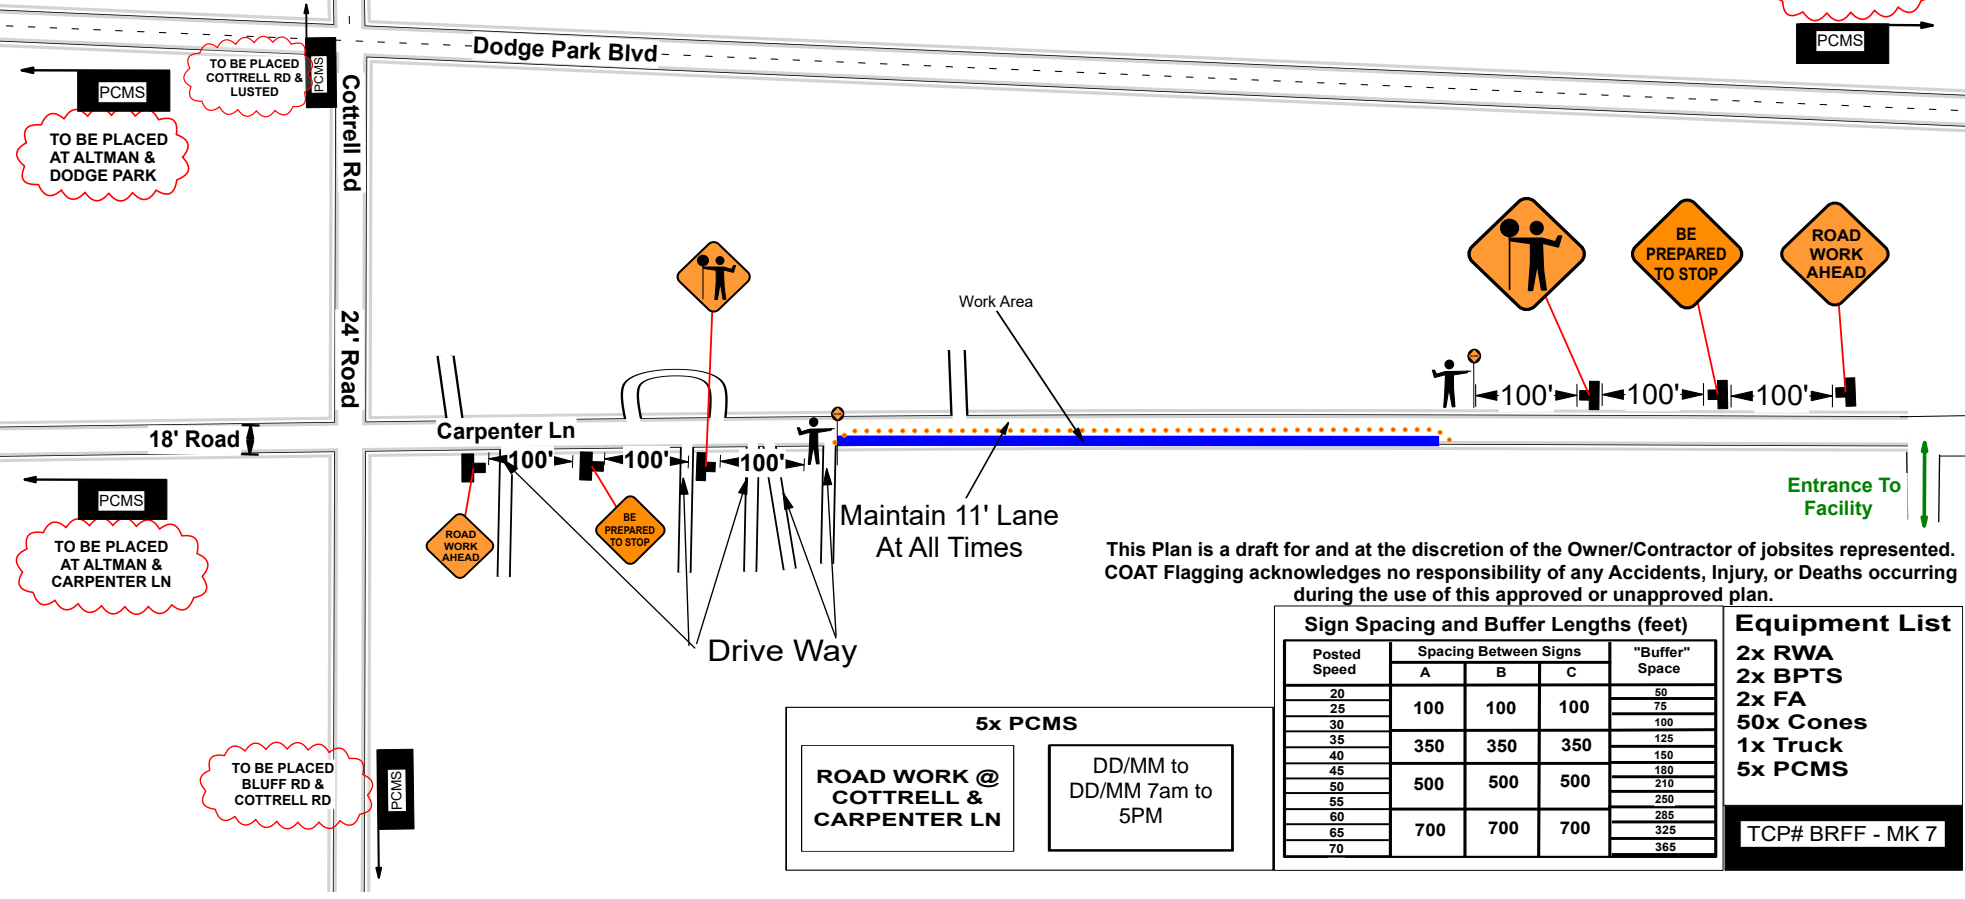 Dodge Park Blvd
PCMS
TO BE PLACED
COTTRELL RD &
LUSTED
PCMS
PCMS
TO BE PLACED
AT ALTMAN &
DODGE PARK
Cottrell Rd
24' Road
BE
PREPARED
TO STOP
ROAD
WORK
AHEAD
Work Area
100'
100'
100'
18' Road
Carpenter Ln
100'
100'
100'
PCMS
TO BE PLACED
AT ALTMAN &
CARPENTER LN
ROAD
WORK
AHEAD
BE
PREPARED
TO STOP
Maintain 11' Lane
At All Times
Entrance To
Facility
Drive Way
This Plan is a draft for and at the discretion of the Owner/Contractor of jobsites represented.
COAT Flagging acknowledges no responsibility of any Accidents, Injury, or Deaths occurring
during the use of this approved or unapproved plan.
TO BE PLACED
BLUFF RD &
COTTRELL RD
PCMS
5x PCMS
ROAD WORK @
COTTRELL &
CARPENTER LN
DD/MM to
DD/MM 7am to
5PM
Sign Spacing and Buffer Lengths (feet)
Posted Speed Spacing Between Signs "Buffer" Space
A B C
20 50
25 100 100 100 75
30 100
35 350 350 350 125
40 150
45 180
50 500 500 500 210
55 250
60 285
65 700 700 700 325
70 365
Equipment List
2x RWA
2x BPTS
2x FA
50x Cones
1x Truck
5x PCMS
TCP# BRFF - MK 7